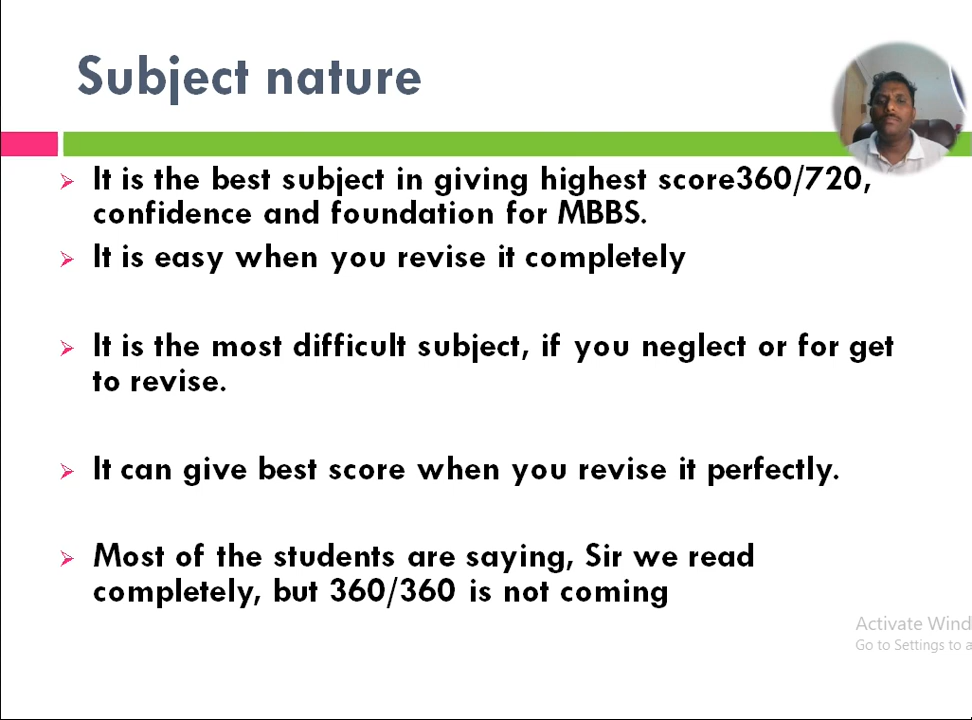 Subject nature
It is the best subject in giving highest score360/720,
confidence and foundation for MBBS.
It is easy when you revise it completely
It is the most difficult subject, if you neglect or for get
to revise.
It can give best score when you revise it perfectly.
Most of the students are saying, Sir we read
completely, but 360/360 is not coming
Activate Wind
Go to Settings to a